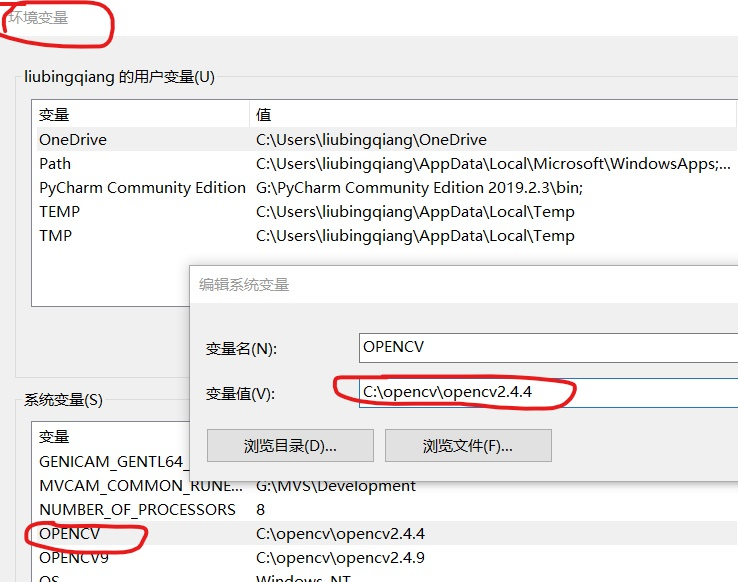 环境变量
liubingqiang 的用户变量(U)
变量 值
OneDrive C:\Users\liubingqiang\OneDrive
Path C:\Users\liubingqiang\AppData\Local\Microsoft\WindowsApps;...
PyCharm Community Edition G:\PyCharm Community Edition 2019.2.3\bin;
TEMP C:\Users\liubingqiang\AppData\Local\Temp
TMP C:\Users\liubingqiang\AppData\Local\Temp
编辑系统变量
变量名(N): OPENCV
变量值(V): C:\opencv\opencv2.4.4
浏览目录(D)... 浏览文件(F)...
系统变量(S)
变量
GENICAM_GENTL64_
MVCAM_COMMON_RUNE... G:\MVS\Development
NUMBER_OF_PROCESSORS 8
OPENCV C:\opencv\opencv2.4.4
OPENCV9 C:\opencv\opencv2.4.9
OS Windows_NT